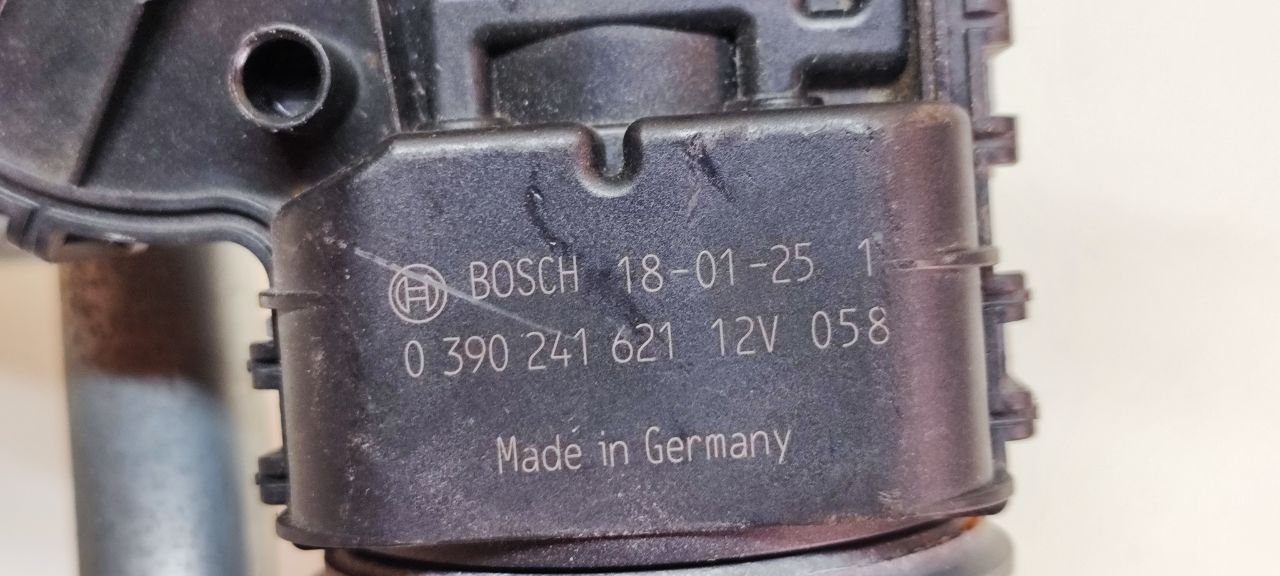 BOSCH 18-01-25 1
0 390 241 621 12V 058
Made in Germany